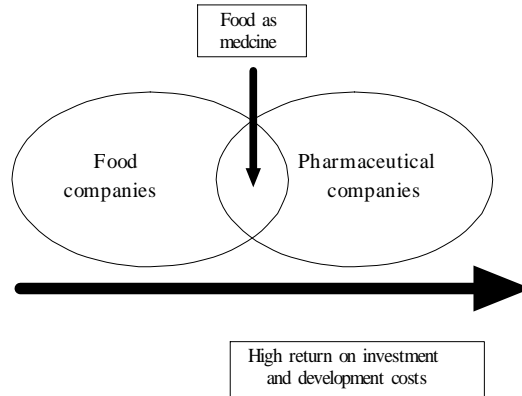 Food as
medcine
Food
companies
Pharmaceutical
companies
High return on investment
and development costs